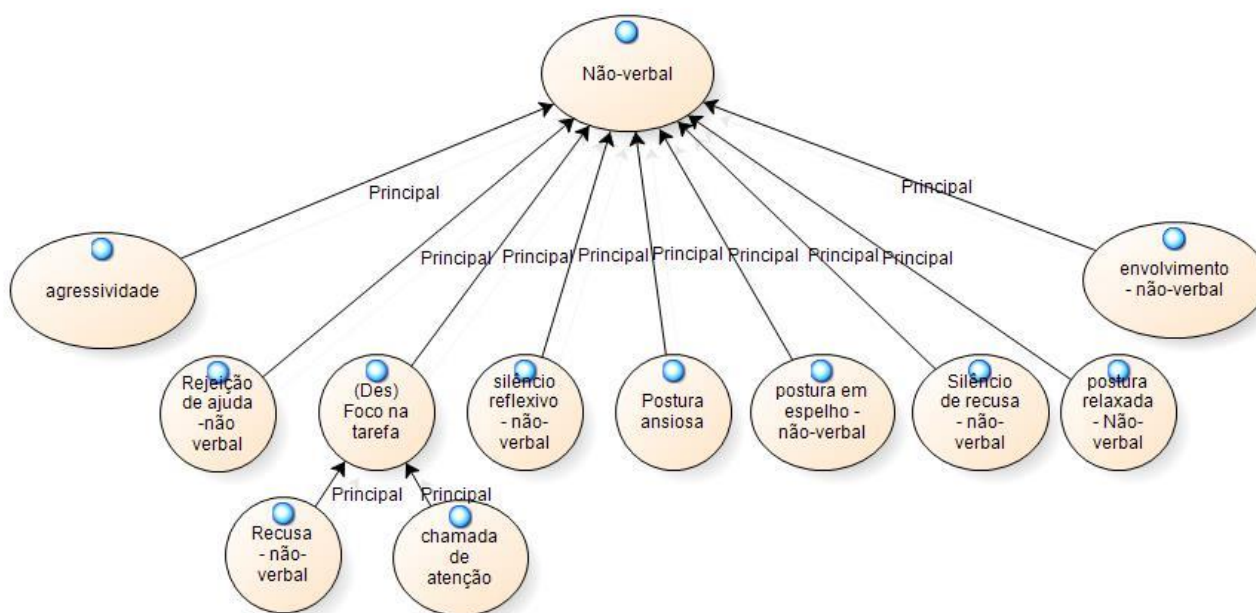 Não-verbal
Principal
Principal
agressividade
envolvimento
- não-verbal
Principal
Principal
Principal
Principal
Principal
Principal
Principal
Rejeição
de ajuda
-não
verbal
(Des)
Foco na
tarefa
silêncio
reflexivo
- não-
verbal
Postura
ansiosa
postura em
espelho -
não-verbal
Silêncio
de recusa
- não-
verbal
postura
relaxada
- Não-
verbal
Principal
Principal
Recusa
- não-
verbal
chamada
de
atenção